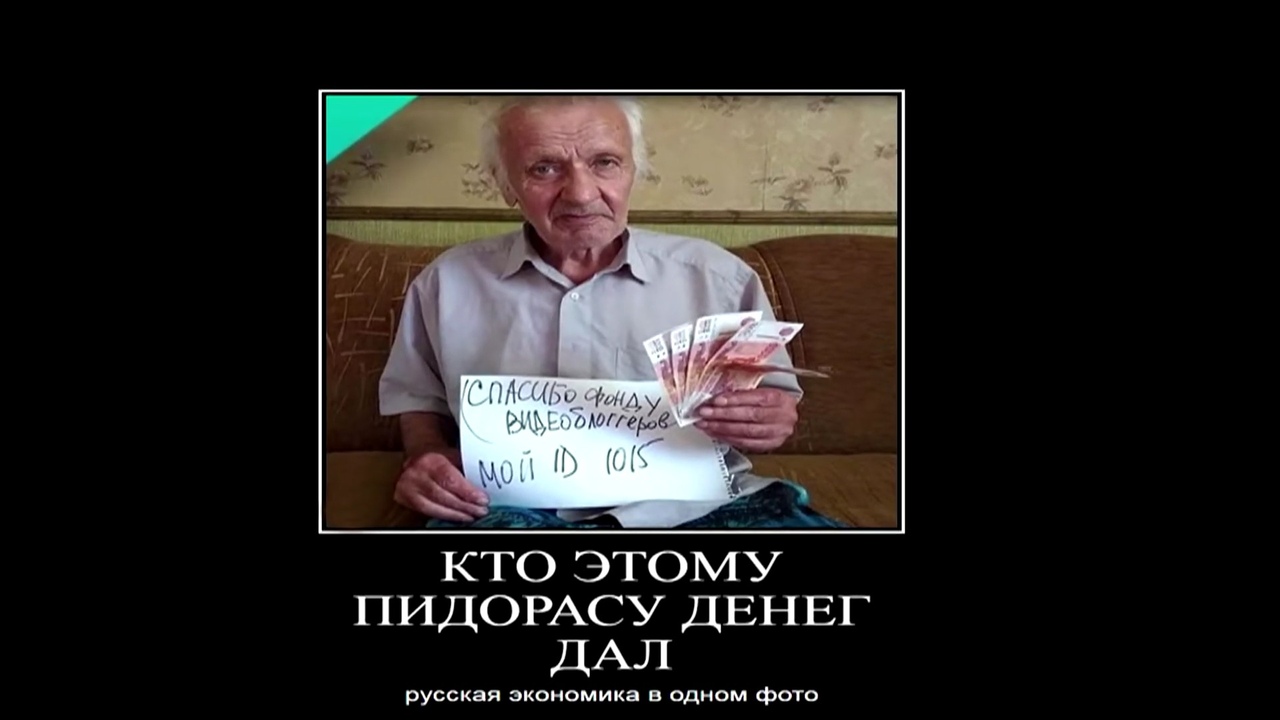 СПАСИБО ФОНДУ
ВИДЕОблоггеров
МОЙ ID 1015
КТО ЭТОМУ
ПИДОРАСУ ДЕНЕГ
ДАЛ
русская экономика в одном фото